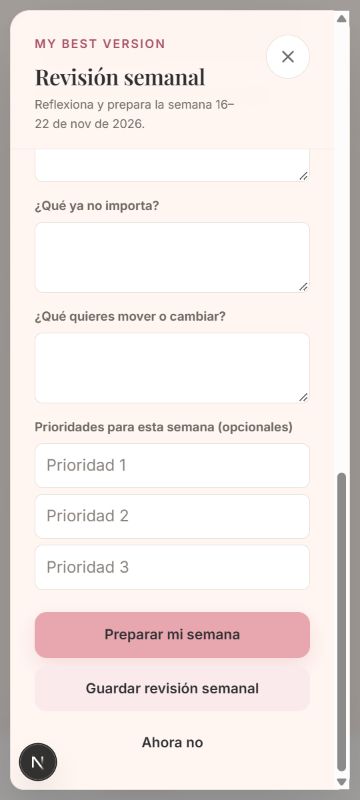 MY BEST VERSION
Revisión semanal
Reflexiona y prepara la semana 16–
22 de nov de 2026.
¿Qué ya no importa?
¿Qué quieres mover o cambiar?
Prioridades para esta semana (opcionales)
Prioridad 1
Prioridad 2
Prioridad 3
Preparar mi semana
Guardar revisión semanal
Ahora no
N